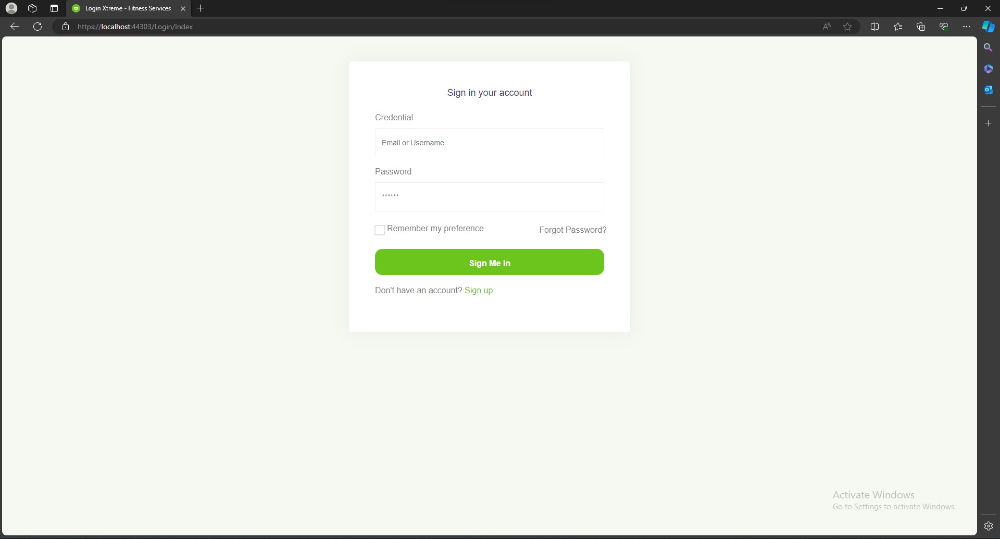 Login Xtreme - Fitness Services
https://localhost:44303/Login/Index
Sign in your account
Credential
Email or Username
Password
******
Remember my preference
Forgot Password?
Sign Me In
Don't have an account? Sign up
Activate Windows
Go to Settings to activate Windows.